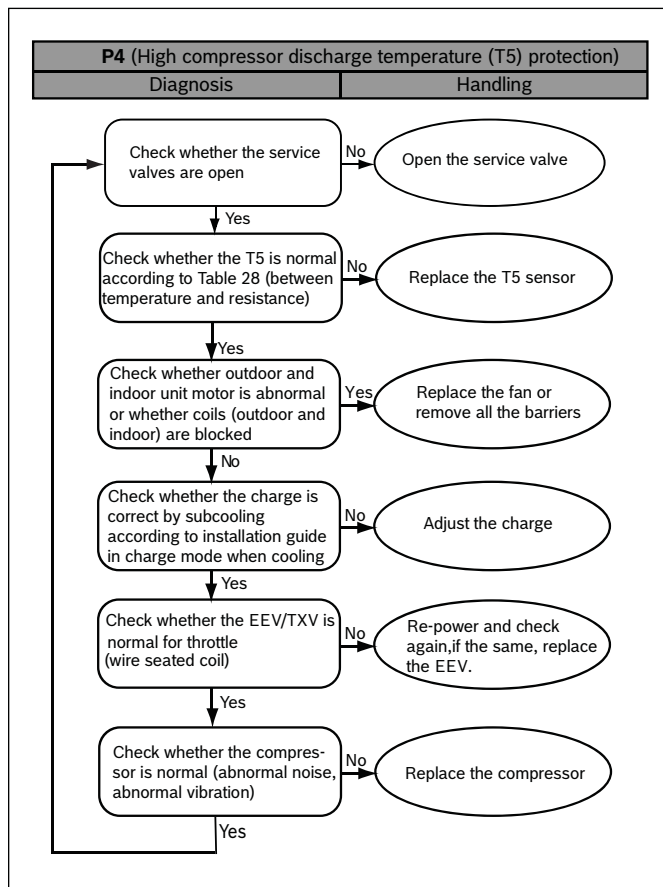 P4 (High compressor discharge temperature (T5) protection)
Diagnosis
Handling
Check whether the service
valves are open
No
Open the service valve
Yes
Check whether the T5 is normal
according to Table 28 (between
temperature and resistance)
No
Replace the T5 sensor
Yes
Check whether outdoor and
indoor unit motor is abnormal
or whether coils (outdoor and
indoor) are blocked
Yes
Replace the fan or
remove all the barriers
No
Check whether the charge is
correct by subcooling
according to installation guide
in charge mode when cooling
No
Adjust the charge
Yes
Check whether the EEV/TXV is
normal for throttle
(wire seated coil)
No
Re-power and check
again,if the same, replace
the EEV.
Yes
Check whether the compres-
sor is normal (abnormal noise,
abnormal vibration)
No
Replace the compressor
Yes